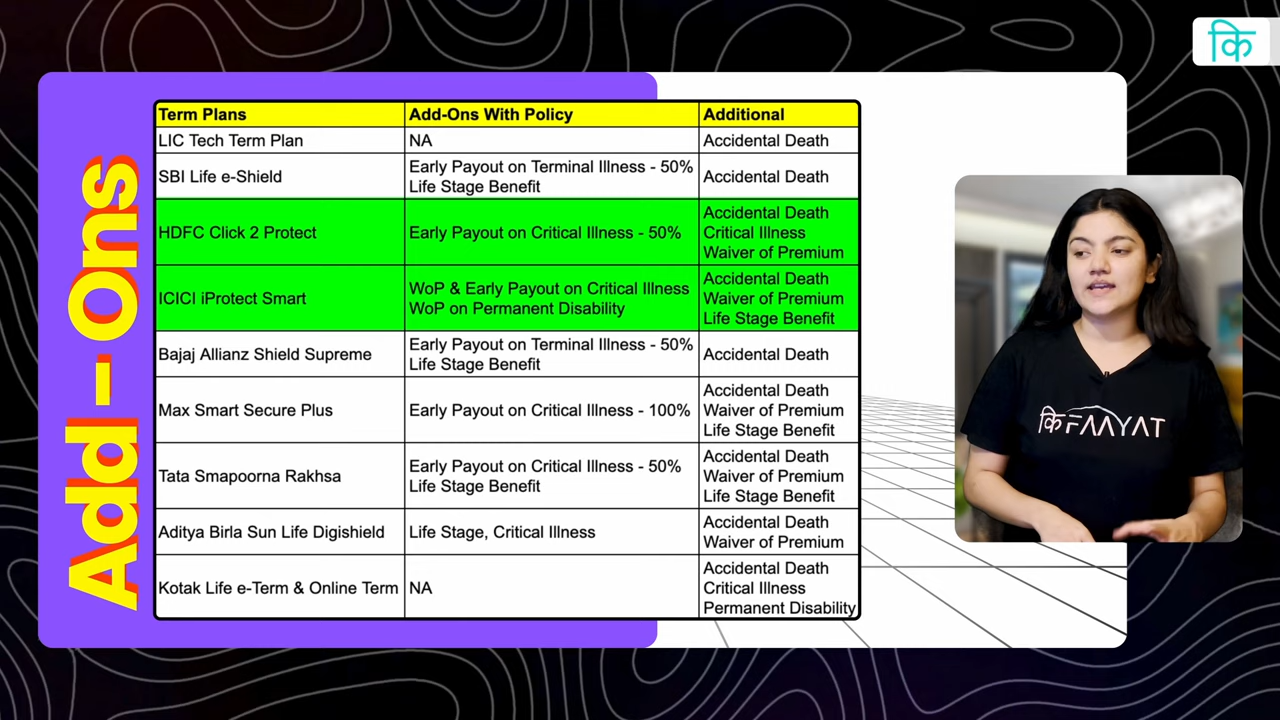 कि
Add-Ons
Term Plans Add-Ons With Policy Additional
LIC Tech Term Plan NA Accidental Death
SBI Life e-Shield Early Payout on Terminal Illness - 50% Accidental Death
Life Stage Benefit
HDFC Click 2 Protect Early Payout on Critical Illness - 50% Accidental Death
Critical Illness
Waiver of Premium
ICICI iProtect Smart WoP & Early Payout on Critical Illness Accidental Death
WoP on Permanent Disability Waiver of Premium
Life Stage Benefit
Bajaj Allianz Shield Supreme Early Payout on Terminal Illness - 50% Accidental Death
Life Stage Benefit
Max Smart Secure Plus Early Payout on Critical Illness - 100% Accidental Death
Waiver of Premium
Life Stage Benefit
Tata Smapoorna Rakhsa Early Payout on Critical Illness - 50% Accidental Death
Life Stage Benefit Waiver of Premium
Life Stage Benefit
Aditya Birla Sun Life Digishield Life Stage, Critical Illness Accidental Death
Waiver of Premium
Kotak Life e-Term & Online Term NA Accidental Death
Critical Illness
Permanent Disability
किFAAYAT